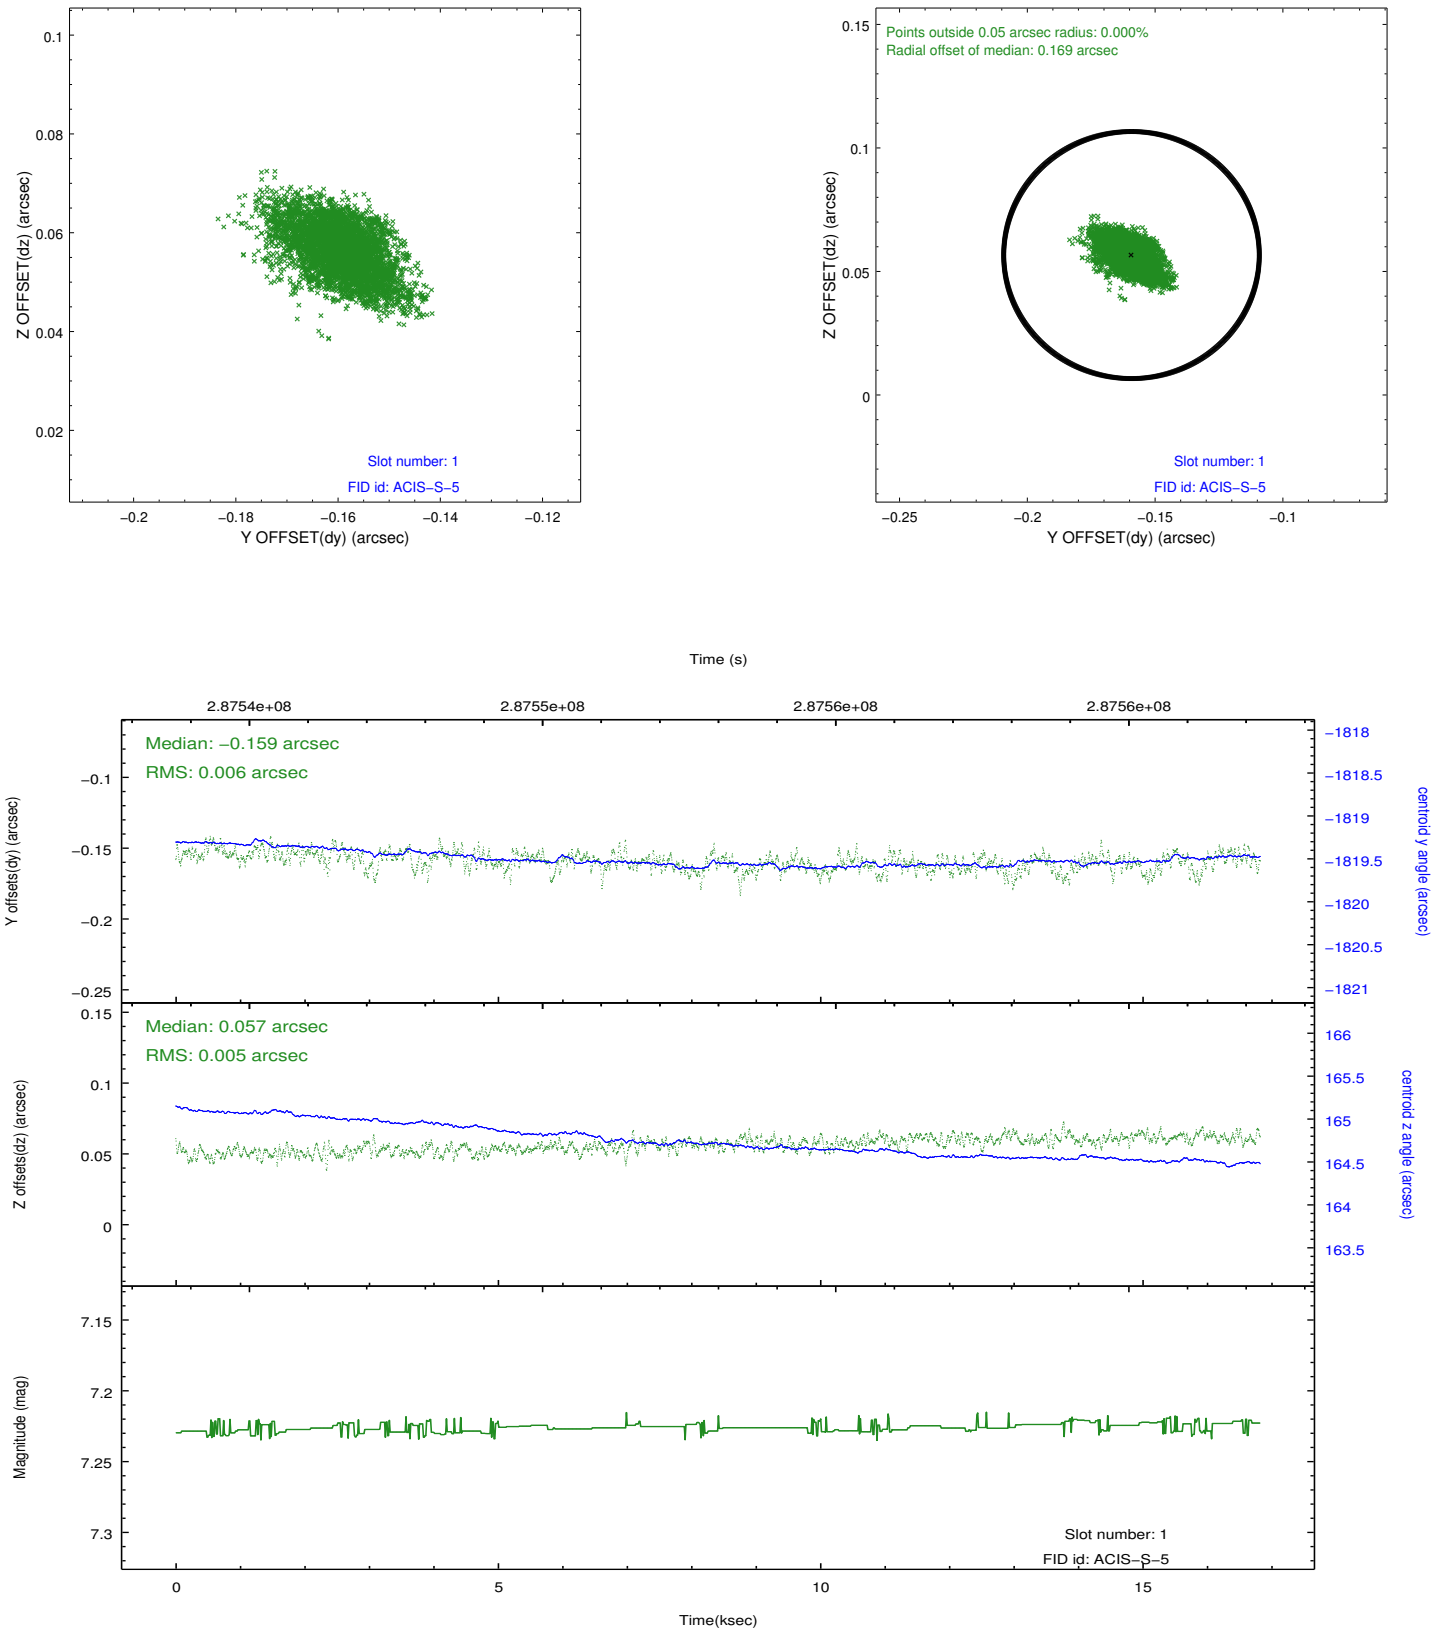 0.1
0.08
0.06
0.04
0.02
Z OFFSET(dz) (arcsec)
Slot number: 1
FID id: ACIS−S−5
−0.2 −0.18 −0.16 −0.14 −0.12
Y OFFSET(dy) (arcsec)
Points outside 0.05 arcsec radius: 0.000%
Radial offset of median: 0.169 arcsec
0.15
0.1
0.05
0
Z OFFSET(dz) (arcsec)
Slot number: 1
FID id: ACIS−S−5
−0.25 −0.2 −0.15 −0.1
Y OFFSET(dy) (arcsec)
Time (s)
2.8754e+08 2.8755e+08 2.8756e+08 2.8756e+08
Median: −0.159 arcsec
RMS: 0.006 arcsec
−0.1
−0.15
−0.2
−0.25
Y offsets(dy) (arcsec)
−1818
−1818.5
−1819
−1819.5
−1820
−1820.5
−1821
centroid y angle (arcsec)
Median: 0.057 arcsec
RMS: 0.005 arcsec
0.15
0.1
0.05
0
Z offsets(dz) (arcsec)
166
165.5
165
164.5
164
163.5
centroid z angle (arcsec)
7.15
7.2
7.25
7.3
Magnitude (mag)
Slot number: 1
FID id: ACIS−S−5
0 5 10 15
Time(ksec)